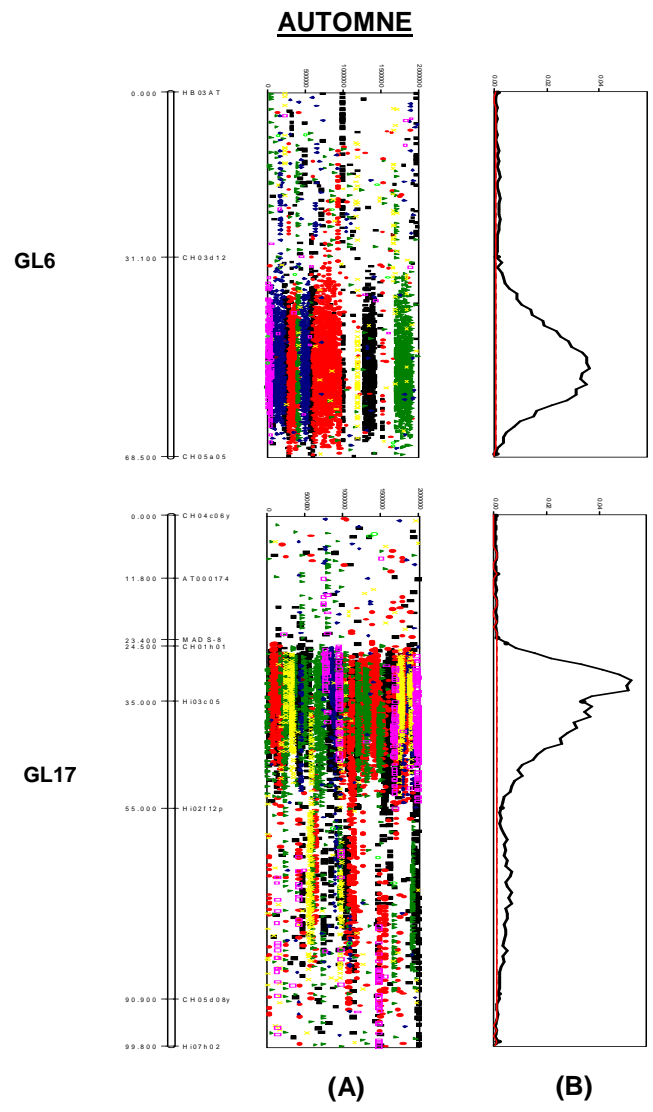 AUTOMNE
0 500000 1000000 1500000 2000000
0.00 0.02 0.04
0.000 HB03AT
31.100 CH03d12
GL6
68.500 CH05a05
0 500000 1000000 1500000 2000000
0.00 0.02 0.04
0.000 CH04c06y
11.800 AT000174
23.400 MADS-8
24.500 CH01h01
35.000 Hi03c05
GL17
55.000 Hi02f12p
90.900 CH05d08y
99.800 Hi07h02
(A) (B)